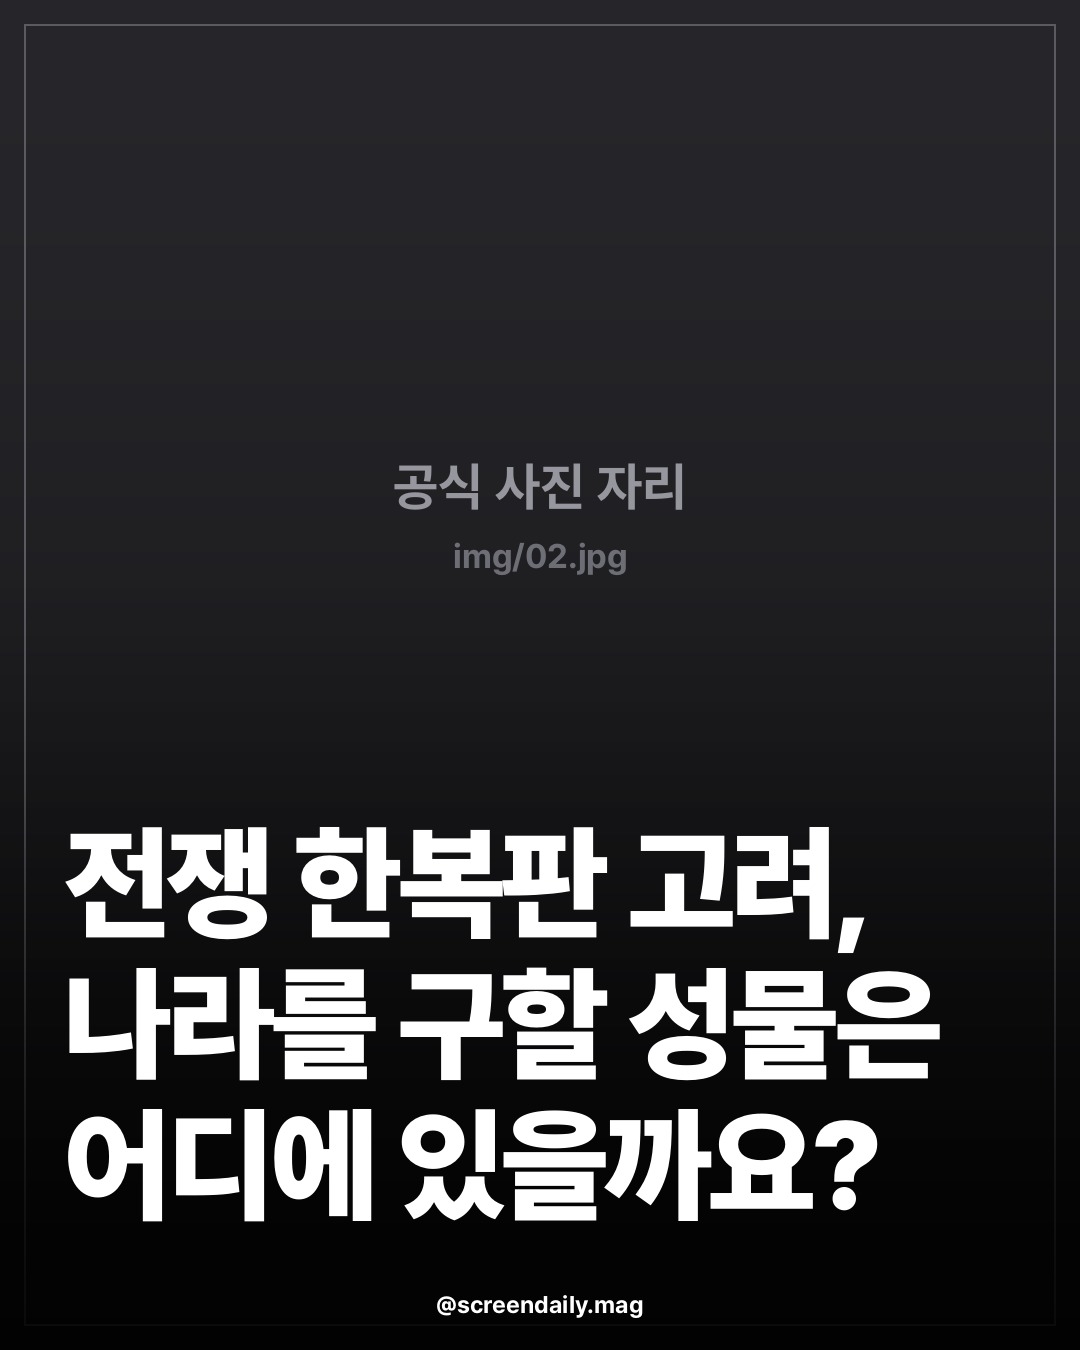 공식 사진 자리
img/02.jpg
전쟁 한복판 고려,
나라를 구할 성물은
어디에 있을까요?
@screendaily.mag